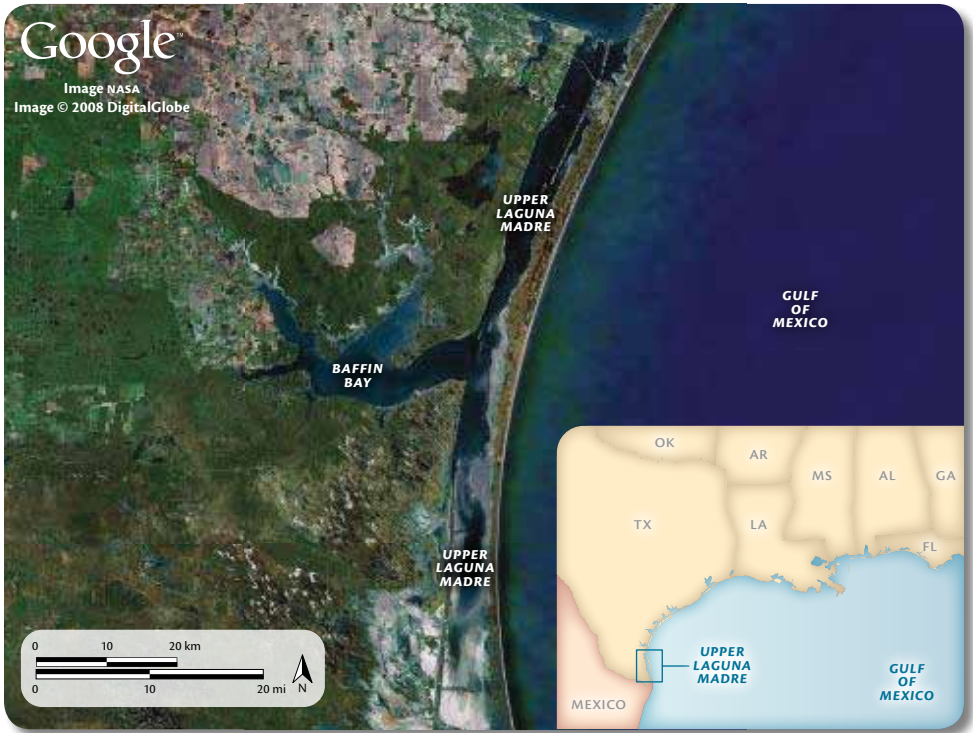 Google™
Image NASA
Image © 2008 DigitalGlobe
UPPER
LAGUNA
MADRE
GULF
OF
MEXICO
BAFFIN
BAY
UPPER
LAGUNA
MADRE
0 10 20 km
0 10 20 mi
N
OK
AR
MS
AL
GA
TX
LA
FL
UPPER
LAGUNA
MADRE
GULF
OF
MEXICO
MEXICO